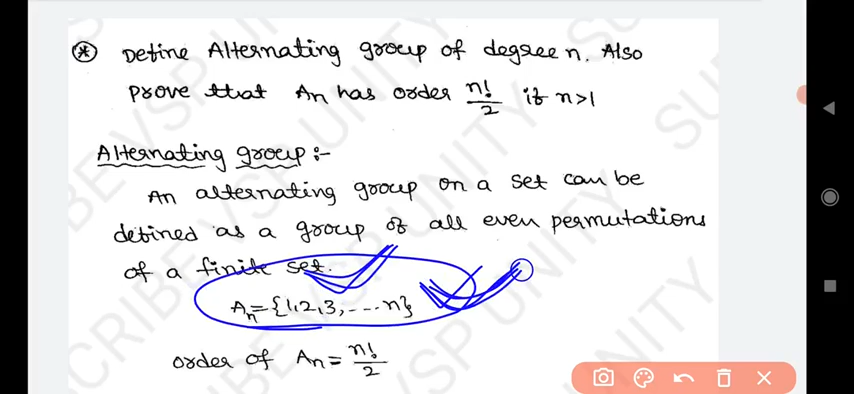 * Define Alternating group of degree n. Also
prove that An has order n!/2 if n>1
Alternating group:-
An alternating group on a set can be
defined as a group of all even permutations
of a finite set.
An={1,2,3,....n}
order of An = n!/2